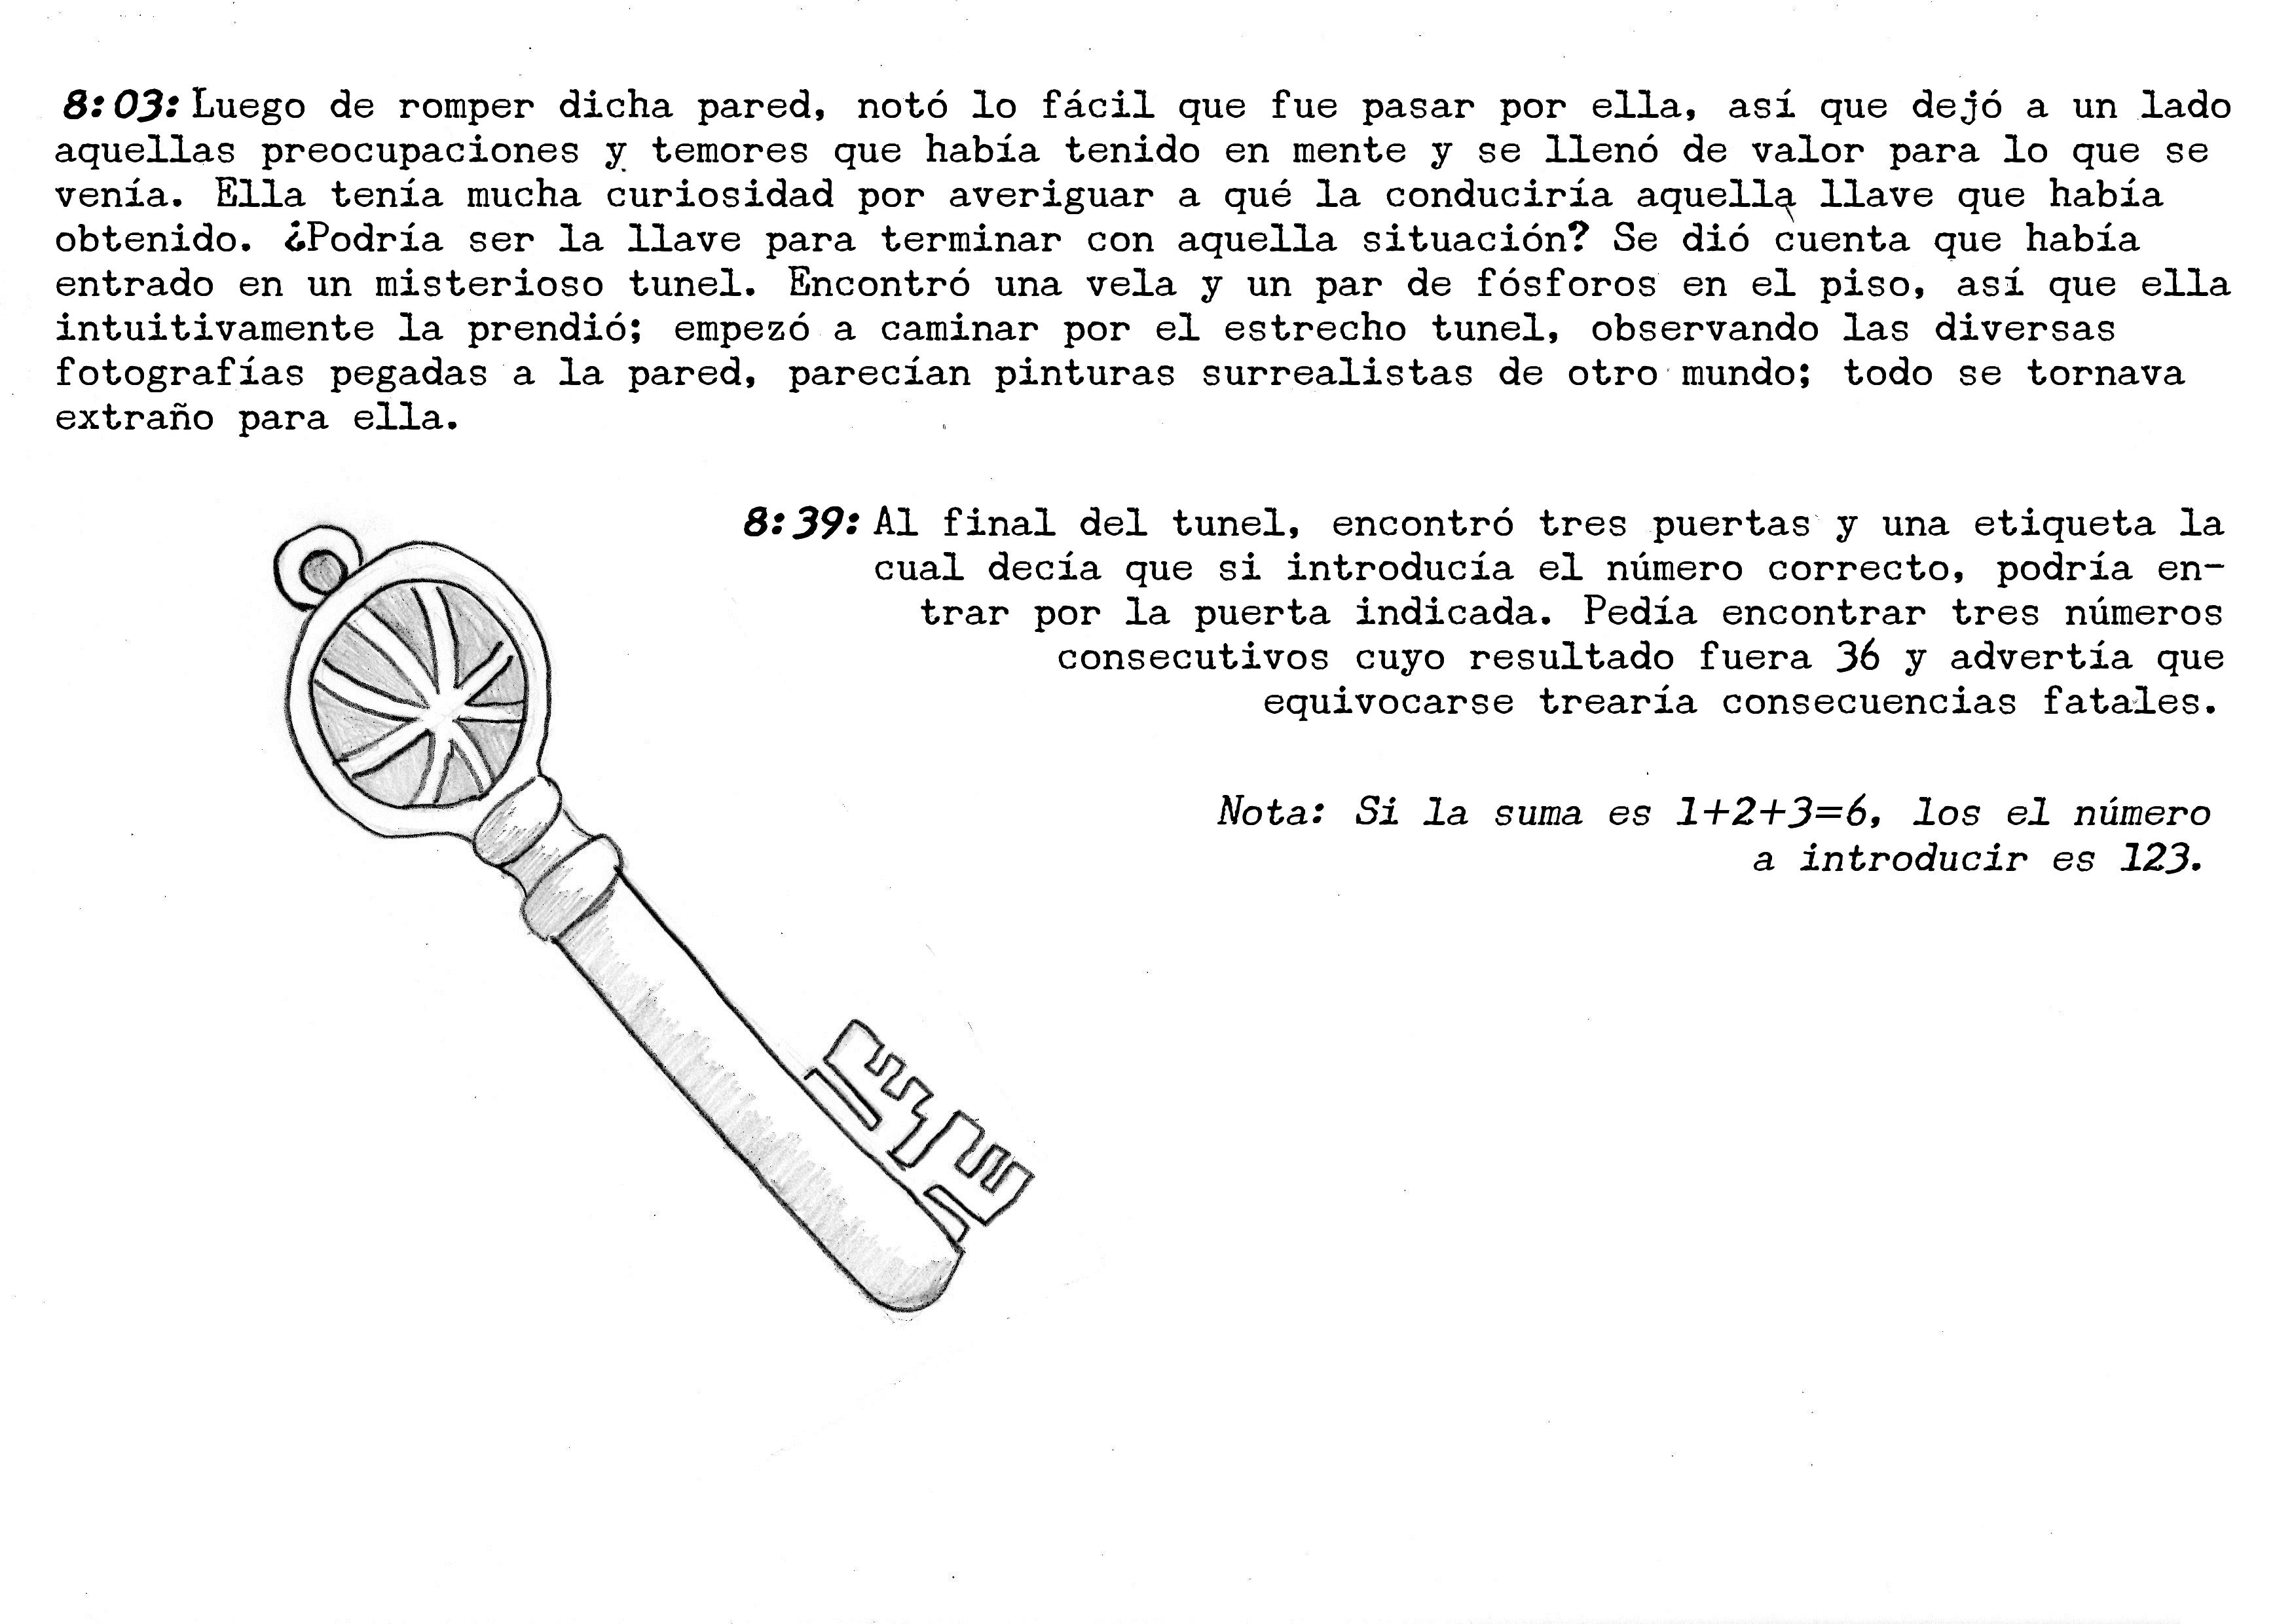 8:03: Luego de romper dicha pared, notó lo fácil que fue pasar por ella, así que dejó a un lado
aquellas preocupaciones y temores que había tenido en mente y se llenó de valor para lo que se
venía. Ella tenía mucha curiosidad por averiguar a qué la conduciría aquella llave que había
obtenido. ¿Podría ser la llave para terminar con aquella situación? Se dió cuenta que había
entrado en un misterioso tunel. Encontró una vela y un par de fósforos en el piso, así que ella
intuitivamente la prendió; empezó a caminar por el estrecho tunel, observando las diversas
fotografías pegadas a la pared, parecían pinturas surrealistas de otro mundo; todo se tornava
extraño para ella.
8:39: Al final del tunel, encontró tres puertas y una etiqueta la
cual decía que si introducía el número correcto, podría en-
trar por la puerta indicada. Pedía encontrar tres números
consecutivos cuyo resultado fuera 36 y advertía que
equivocarse trearía consecuencias fatales.
Nota: Si la suma es 1+2+3=6, los el número
a introducir es 123.